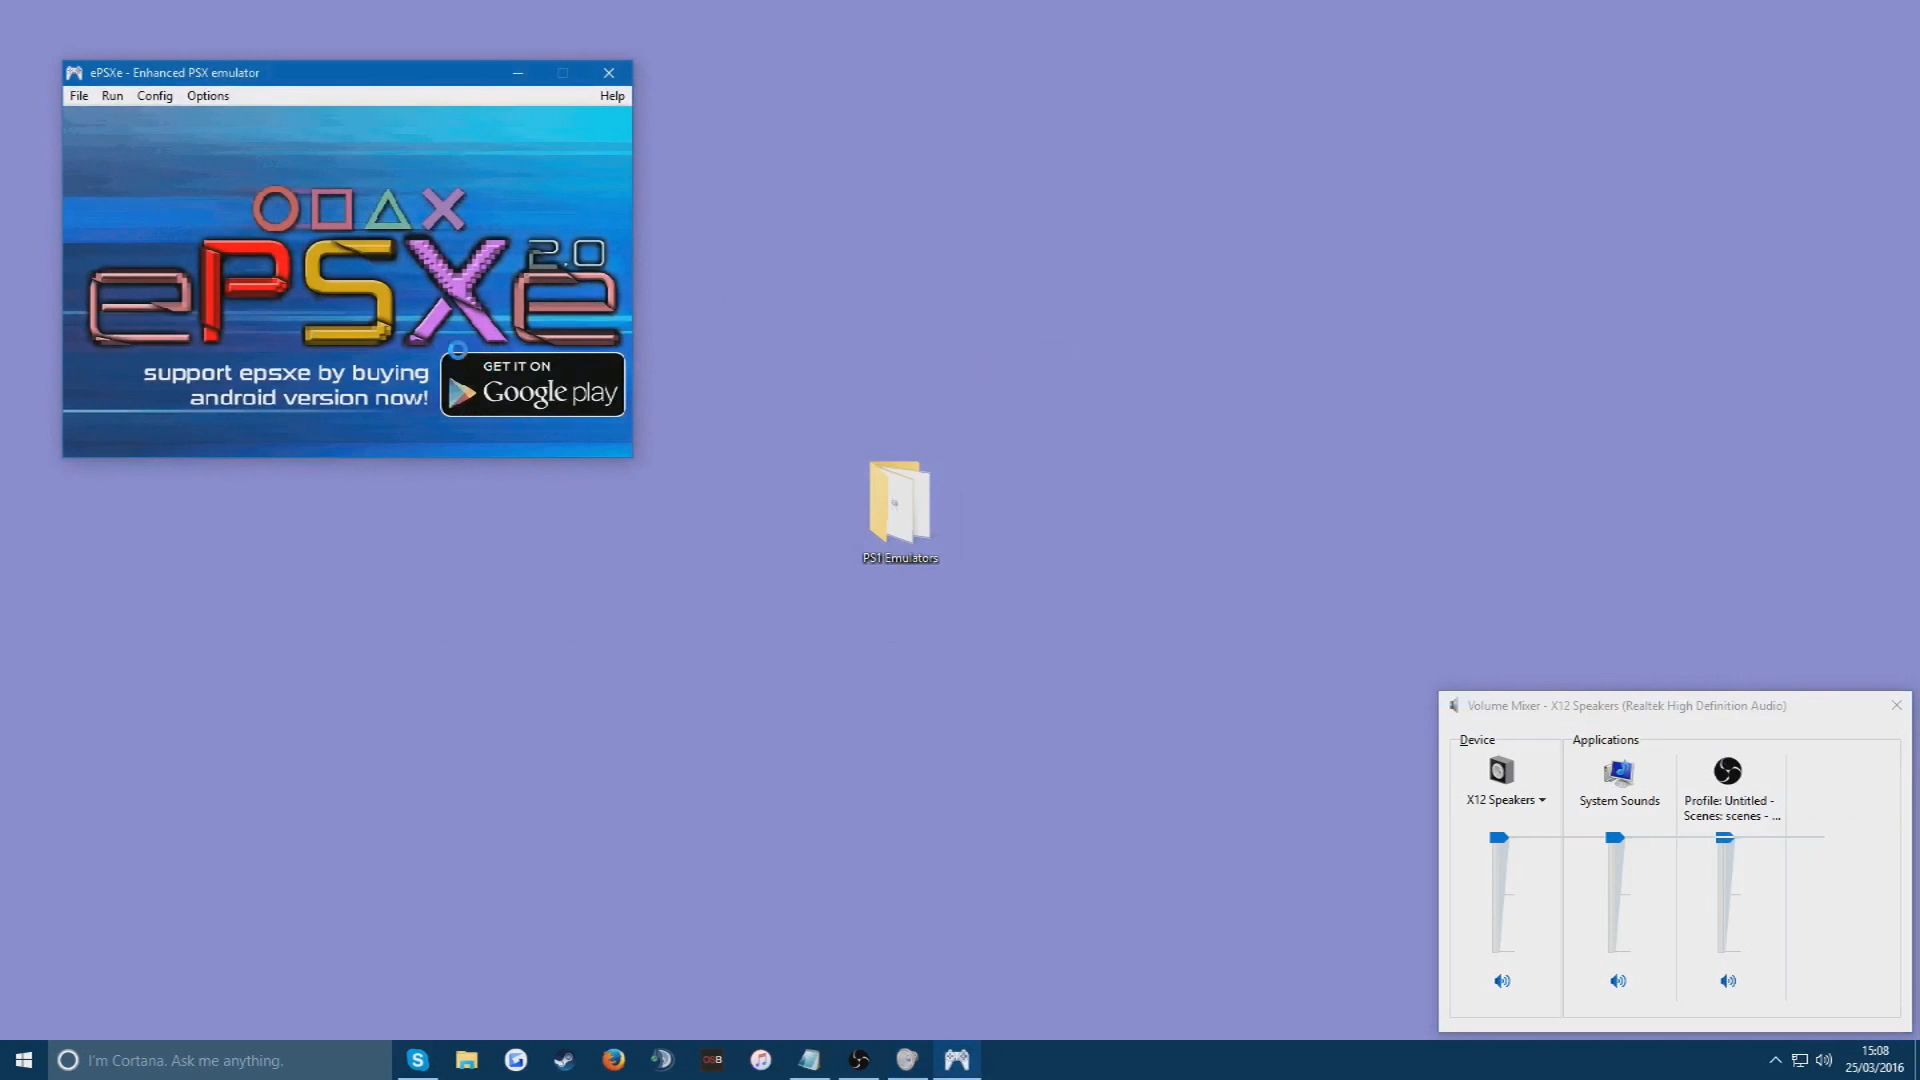 ePSXe - Enhanced PSX emulator
File Run Config Options Help
ePSXe 2.0
support epsxe by buying
android version now!
GET IT ON
Google play
PS1 Emulators
Volume Mixer - X12 Speakers (Realtek High Definition Audio)
Device Applications
X12 Speakers System Sounds Profile: Untitled -
Scenes: scenes - ...
I'm Cortana. Ask me anything.
OSB
15:08
25/03/2016